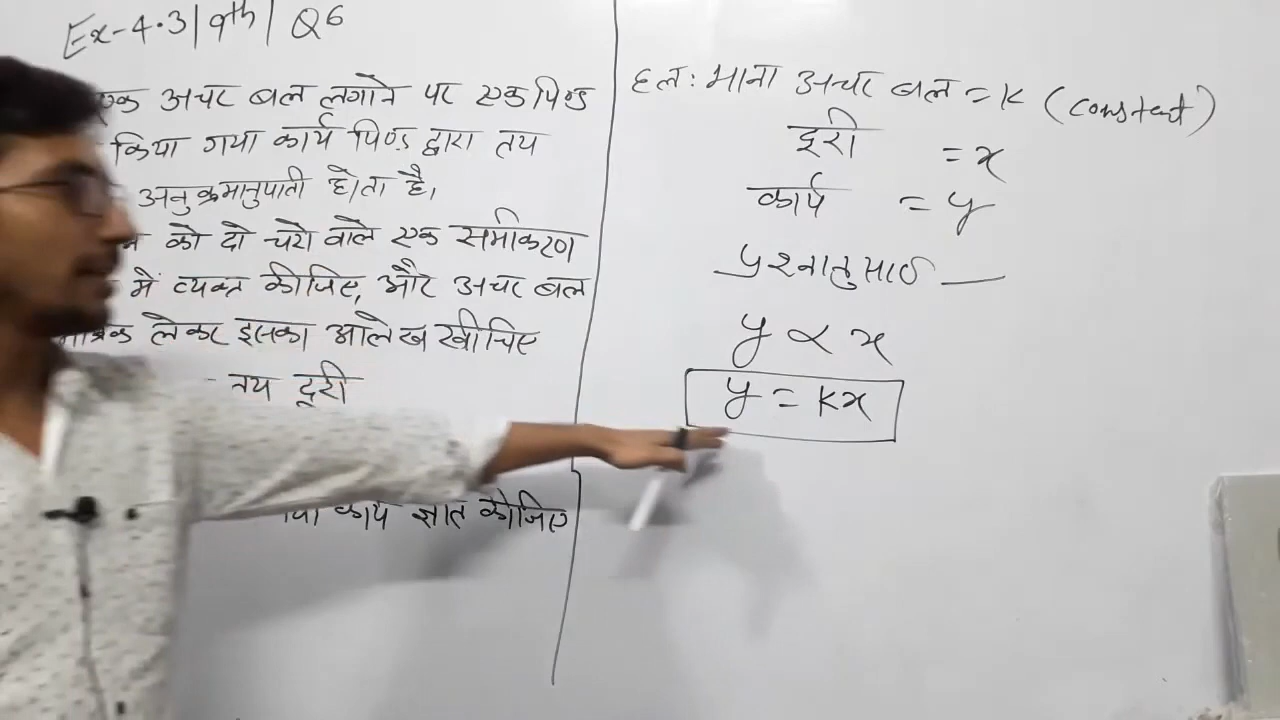 Ex-4.3|9th| Q6
एक अचर बल लगाने पर एक पिण्ड
किया गया कार्य पिण्ड द्वारा तय
अनुक्रमानुपाती होता है।
को दो चरो वाले एक समीकरण
में व्यक्त कीजिए, और अचर बल
लेकर इसका आलेख खीचिए
तय दूरी
कार्य ज्ञात कीजिए
हल: माना अचर बल = K (constant)
दूरी = x
कार्य = y
प्रश्नानुसार
y ∝ x
y = Kx